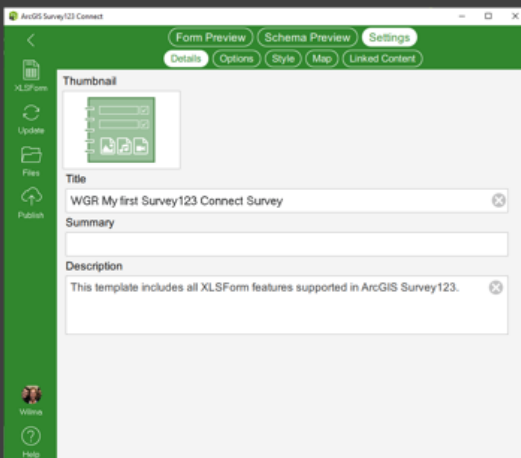 ArcGIS Survey123 Connect
Form Preview Schema Preview Settings
Details Options Style Map Linked Content
XLSForm
Update
Files
Publish
Wilma
Help
Thumbnail
Title
WGR My first Survey123 Connect Survey
Summary
Description
This template includes all XLSForm features supported in ArcGIS Survey123.